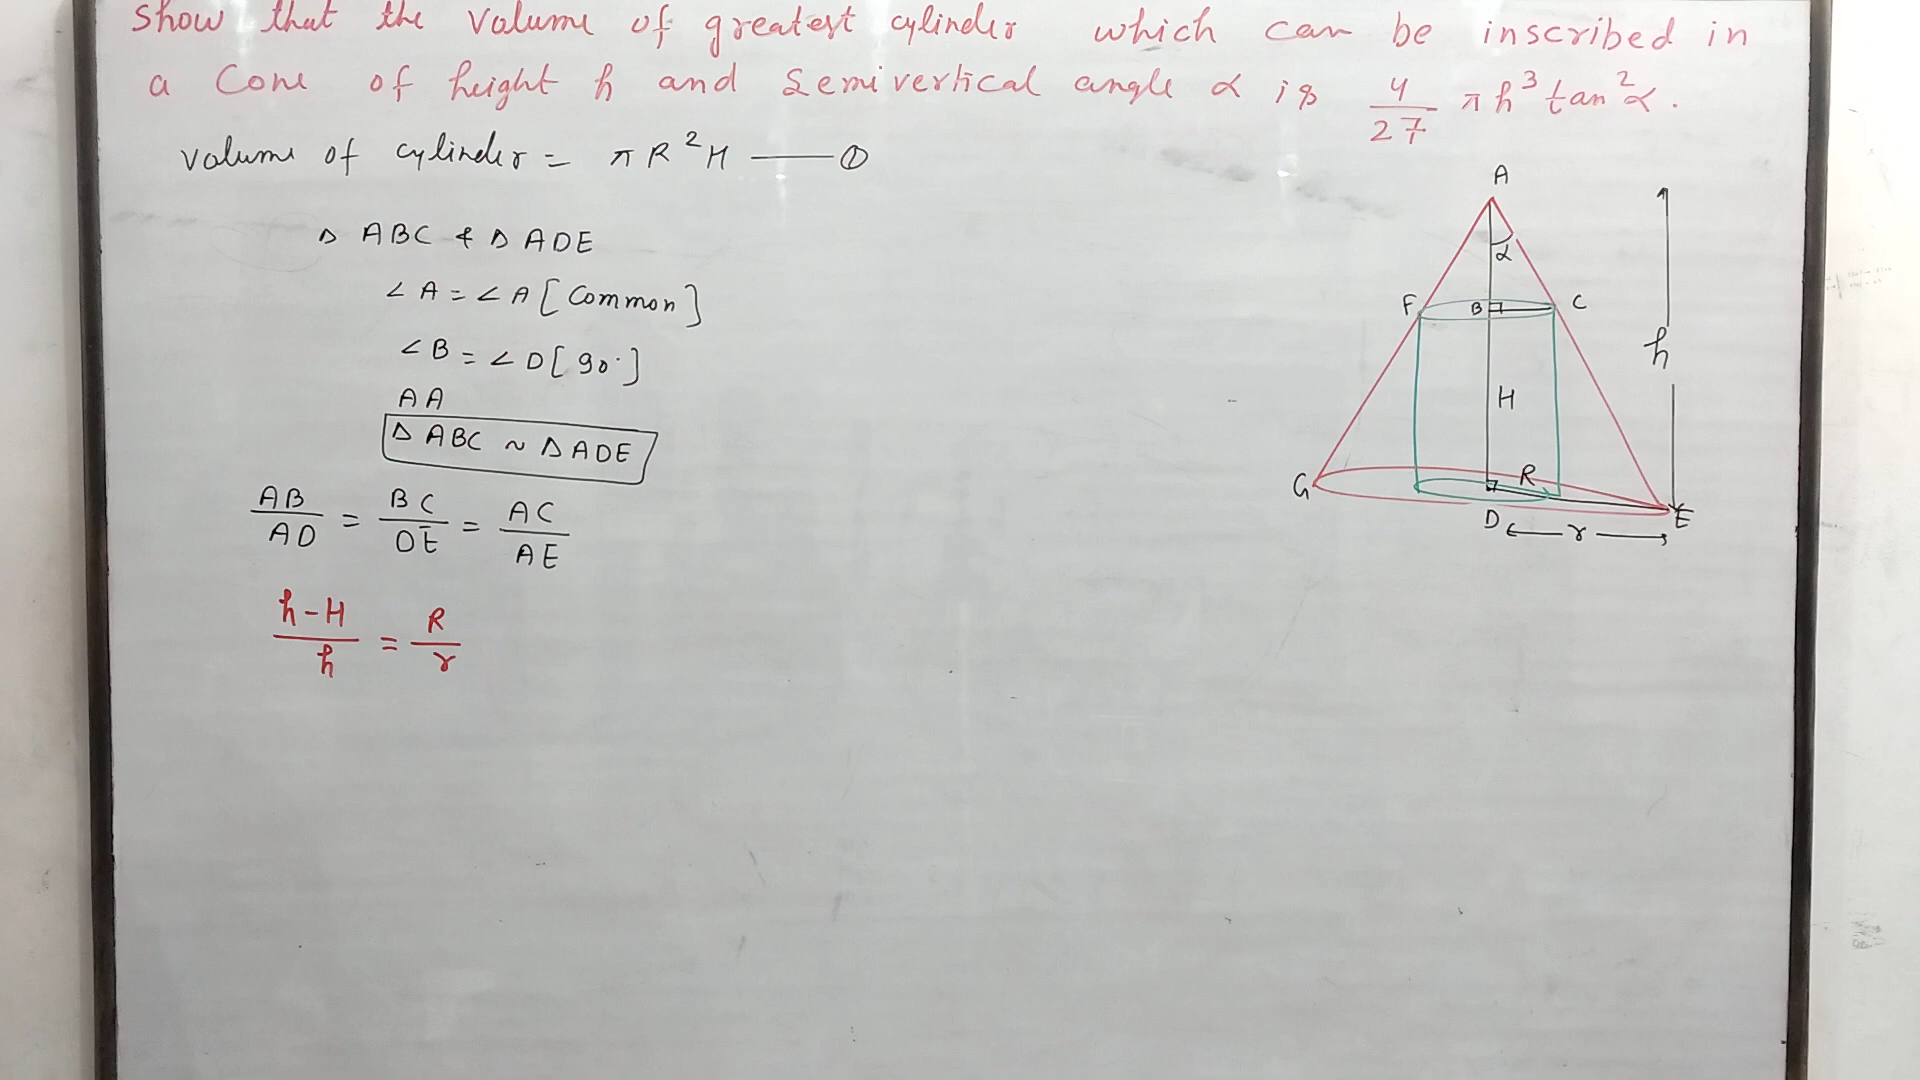 Show that the volume of greatest cylinder which can be inscribed in
a Cone of height h and Semivertical angle α is 4/27 π h³ tan²α.
Volume of cylinder = π R² H —— ①
Δ ABC & Δ ADE
∠A = ∠A [Common]
∠B = ∠D [90°]
AA
Δ ABC ~ Δ ADE
AB/AD = BC/DE = AC/AE
h-H/h = R/r
A
α
F B C
h
H
R
G D r E